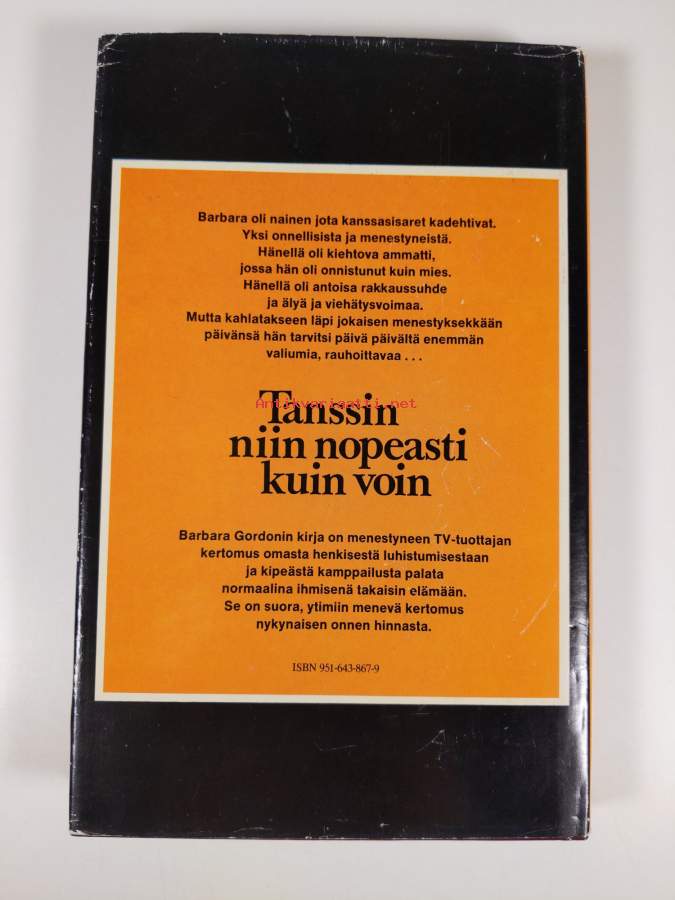 Barbara oli nainen jota kanssasisaret kadehtivat.
Yksi onnellisista ja menestyneistä.
Hänellä oli kiehtova ammatti,
jossa hän oli onnistunut kuin mies.
Hänellä oli antoisa rakkaussuhde
ja älyä ja viehätysvoimaa.
Mutta kahlatakseen läpi jokaisen menestyksekkään
päivänsä hän tarvitsi päivä päivältä enemmän
valiumia, rauhoittavaa . . .
Tanssin
Antikvariaatti.net
niin nopeasti
kuin voin
Barbara Gordonin kirja on menestyneen TV-tuottajan
kertomus omasta henkisestä luhistumisestaan
ja kipeästä kamppailusta palata
normaalina ihmisenä takaisin elämään.
Se on suora, ytimiin menevä kertomus
nykynaisen onnen hinnasta.
ISBN 951-643-867-9